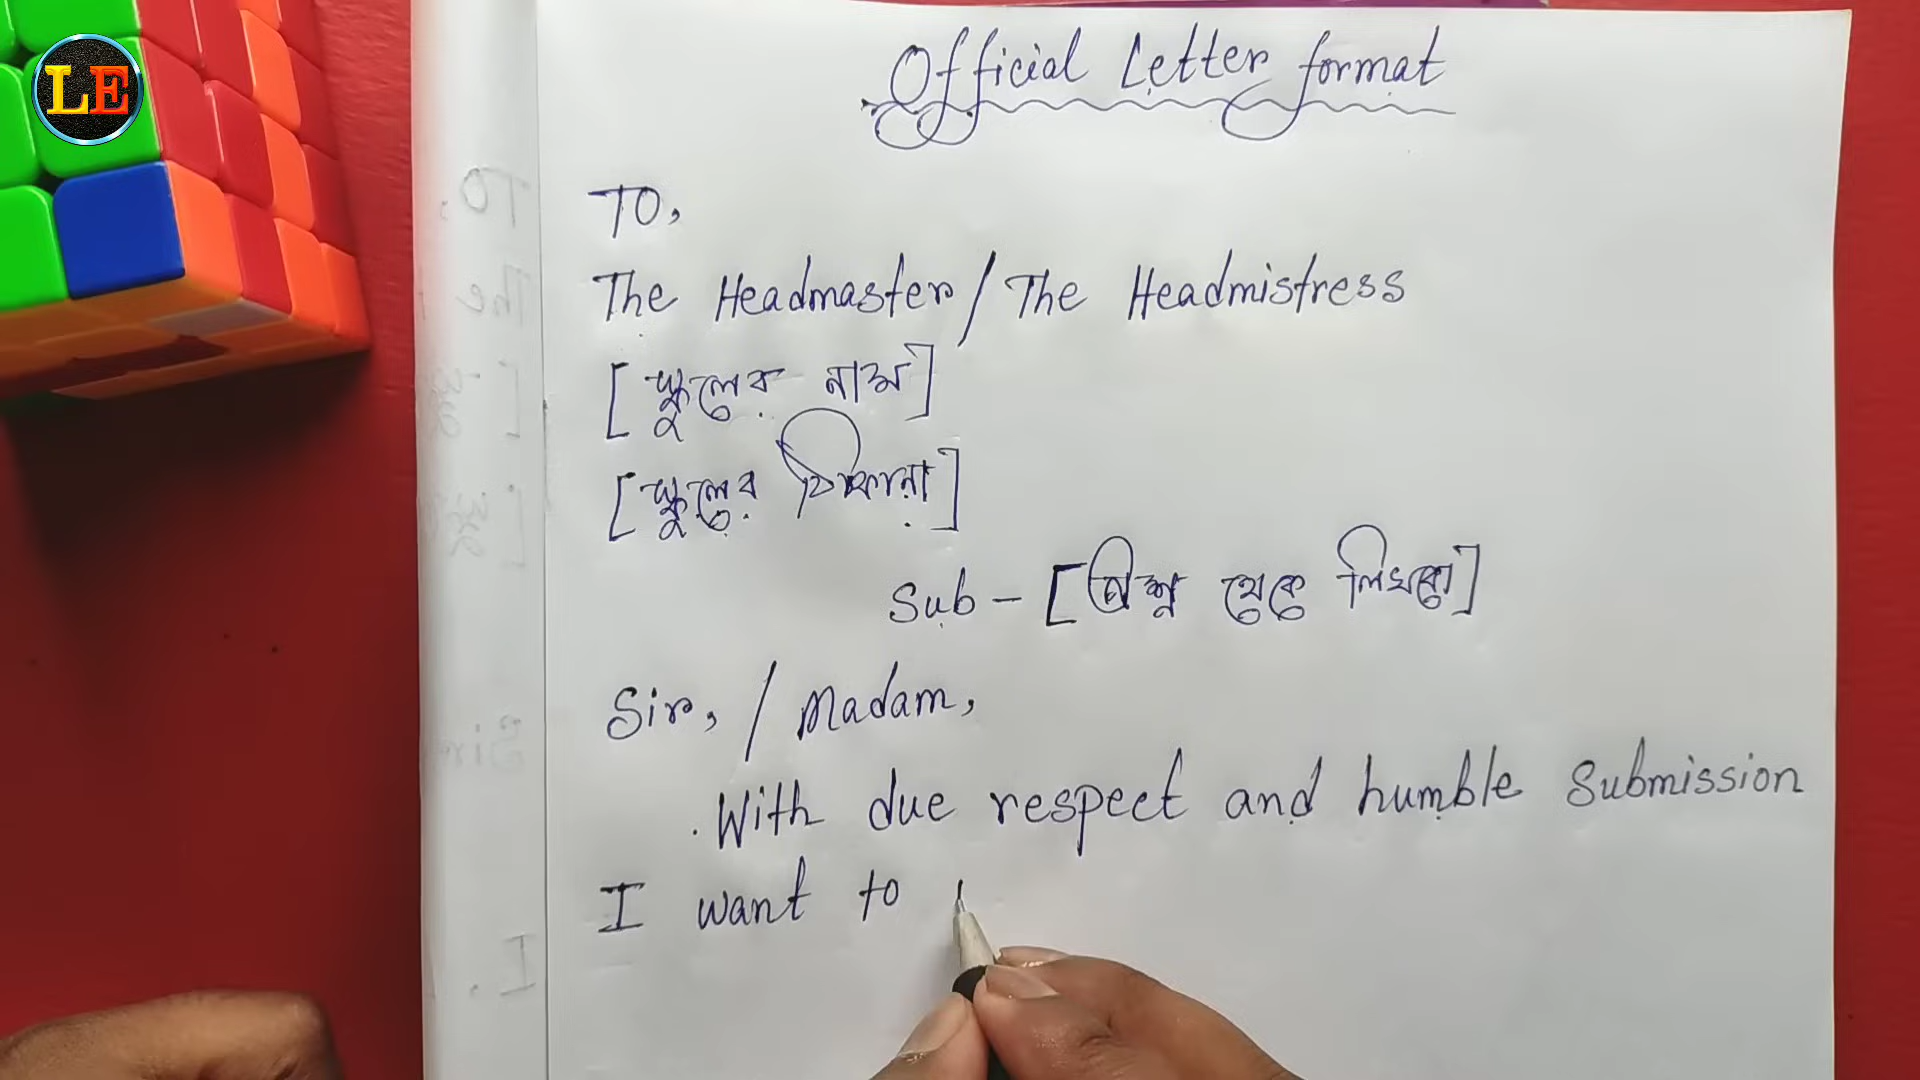 LE
Official Letter format
To,
The Headmaster / The Headmistress
[স্কুলের নাম]
[স্কুলের ঠিকানা]
Sub - [প্রশ্ন থেকে লিখবো]
Sir, / Madam,
With due respect and humble submission
I want to